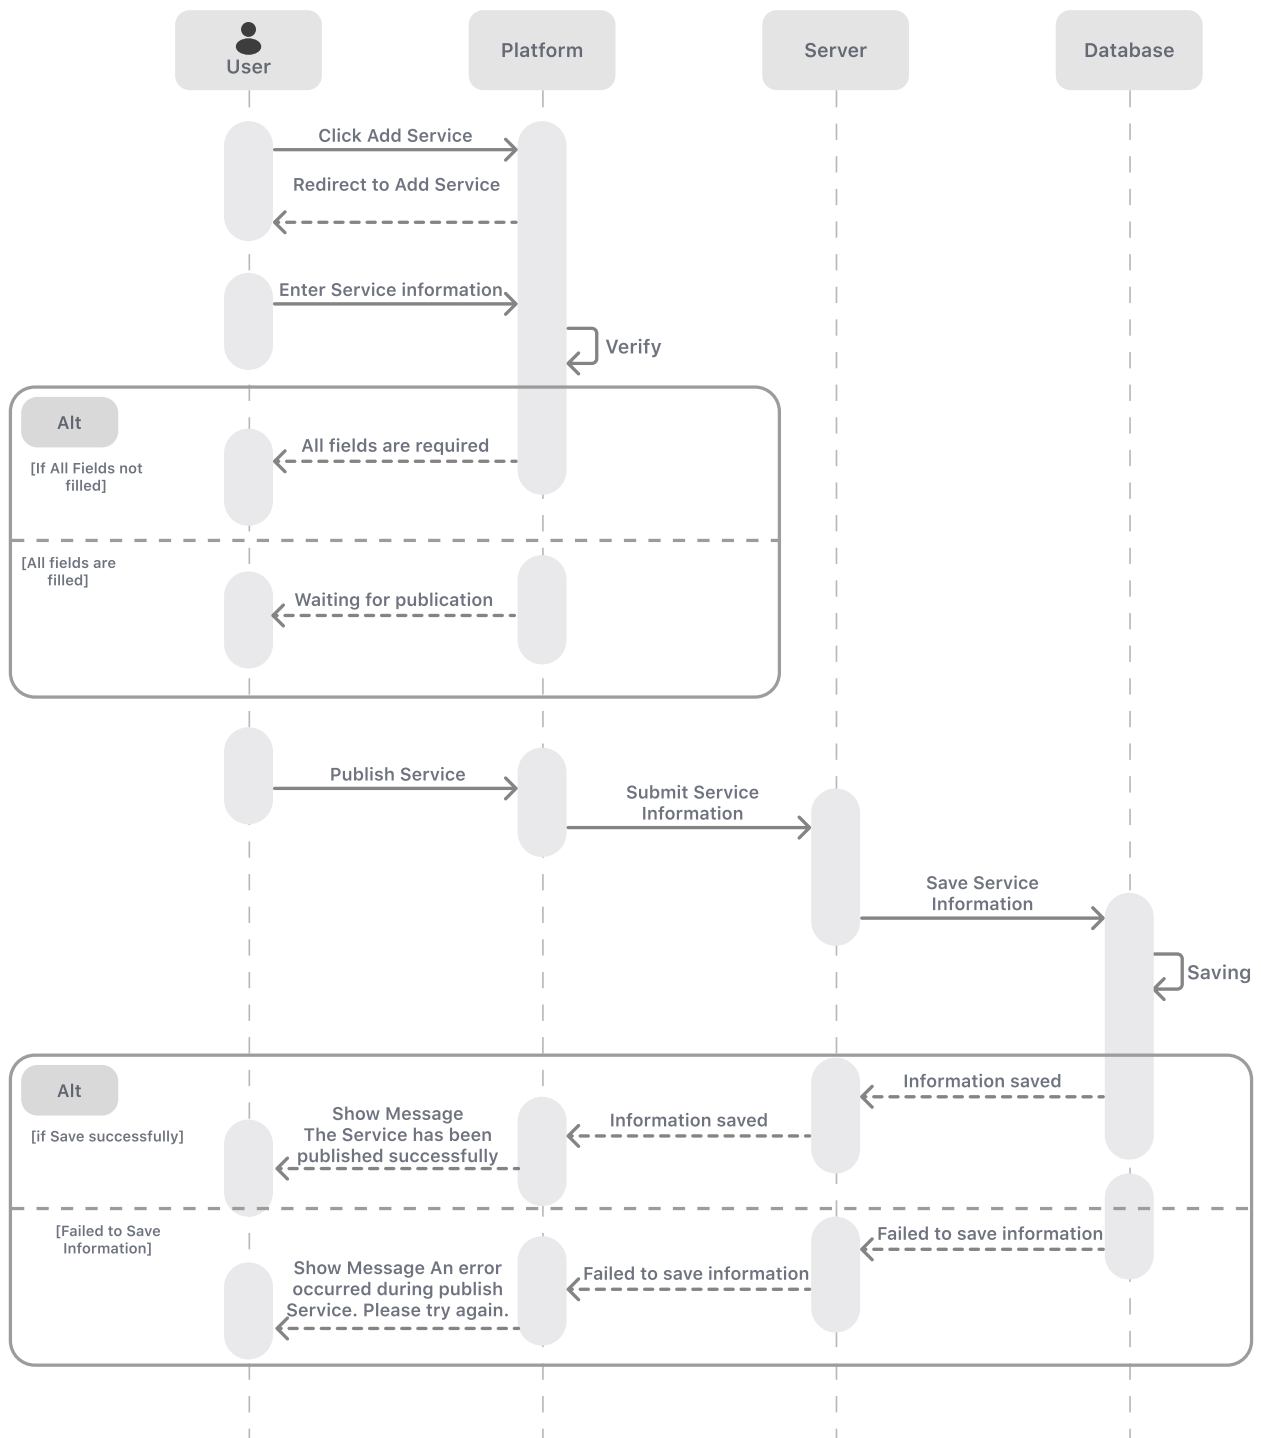 User
Platform
Server
Database
Click Add Service
Redirect to Add Service
Enter Service information
Verify
Alt
[If All Fields not
filled]
All fields are required
[All fields are
filled]
Waiting for publication
Publish Service
Submit Service
Information
Save Service
Information
Saving
Alt
[if Save successfully]
Information saved
Information saved
Show Message
The Service has been
published successfully
[Failed to Save
Information]
Failed to save information
Failed to save information
Show Message An error
occurred during publish
Service. Please try again.